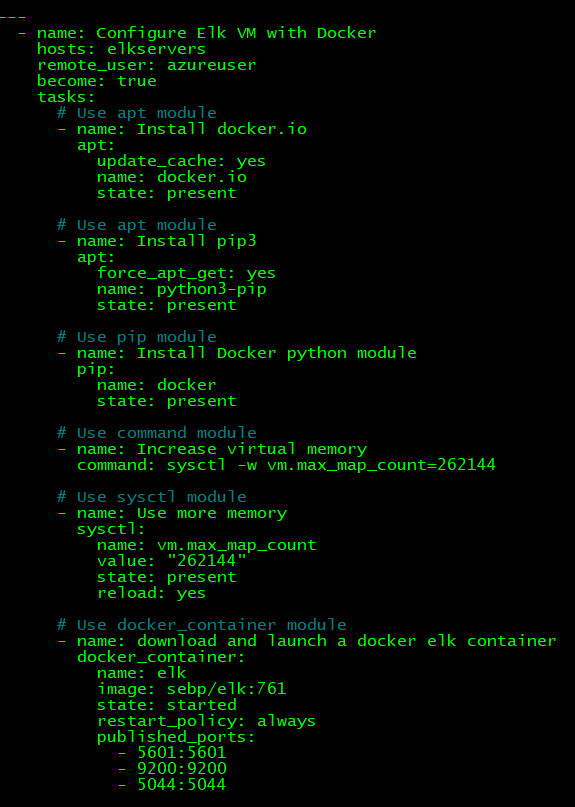 ---
  - name: Configure Elk VM with Docker
    hosts: elkservers
    remote_user: azureuser
    become: true
    tasks:
      # Use apt module
      - name: Install docker.io
        apt:
          update_cache: yes
          name: docker.io
          state: present

      # Use apt module
      - name: Install pip3
        apt:
          force_apt_get: yes
          name: python3-pip
          state: present

      # Use pip module
      - name: Install Docker python module
        pip:
          name: docker
          state: present

      # Use command module
      - name: Increase virtual memory
        command: sysctl -w vm.max_map_count=262144

      # Use sysctl module
      - name: Use more memory
        sysctl:
          name: vm.max_map_count
          value: "262144"
          state: present
          reload: yes

      # Use docker_container module
      - name: download and launch a docker elk container
        docker_container:
          name: elk
          image: sebp/elk:761
          state: started
          restart_policy: always
          published_ports:
            - 5601:5601
            - 9200:9200
            - 5044:5044